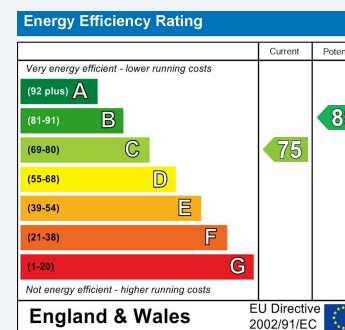 Energy Efficiency Rating
Current
Very energy efficient - lower running costs
(92 plus) A
(81-91) B
(69-80) C 75
(55-68) D
(39-54) E
(21-38) F
(1-20) G
Not energy efficient - higher running costs
England & Wales
EU Directive
2002/91/EC